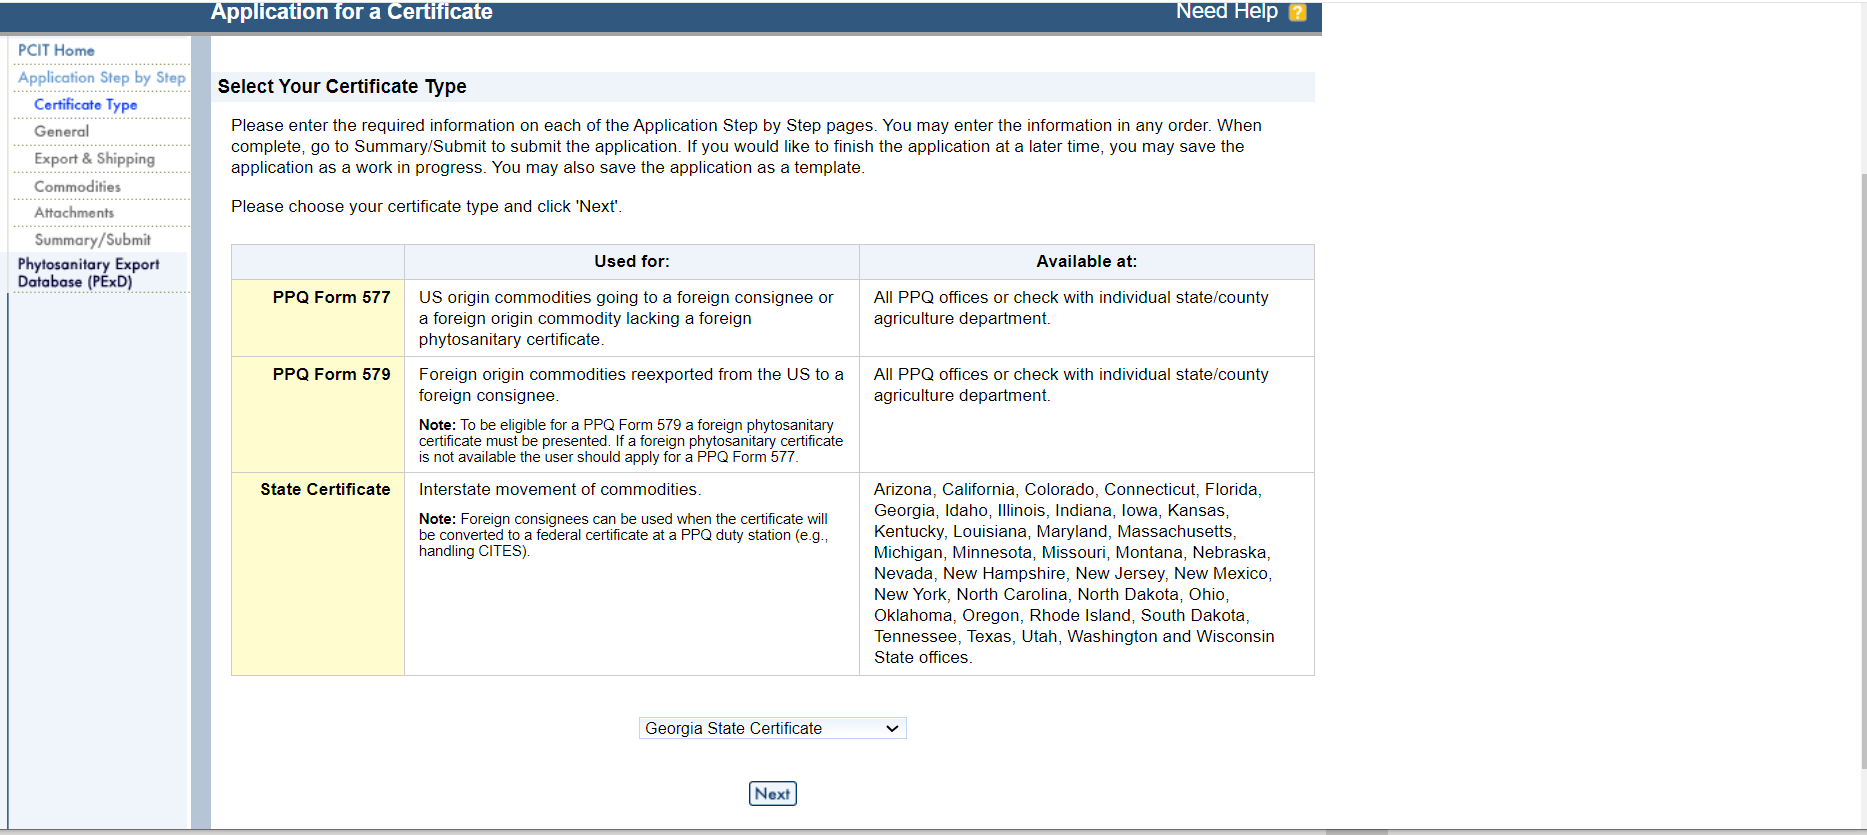 Application for a Certificate
Need Help ?
PCIT Home
Application Step by Step
Certificate Type
General
Export & Shipping
Commodities
Attachments
Summary/Submit
Phytosanitary Export
Database (PExD)
Select Your Certificate Type
Please enter the required information on each of the Application Step by Step pages. You may enter the information in any order. When
complete, go to Summary/Submit to submit the application. If you would like to finish the application at a later time, you may save the
application as a work in progress. You may also save the application as a template.
Please choose your certificate type and click 'Next'.
Used for:
Available at:
PPQ Form 577
US origin commodities going to a foreign consignee or
a foreign origin commodity lacking a foreign
phytosanitary certificate.
All PPQ offices or check with individual state/county
agriculture department.
PPQ Form 579
Foreign origin commodities reexported from the US to a
foreign consignee.
Note: To be eligible for a PPQ Form 579 a foreign phytosanitary
certificate must be presented. If a foreign phytosanitary certificate
is not available the user should apply for a PPQ Form 577.
All PPQ offices or check with individual state/county
agriculture department.
State Certificate
Interstate movement of commodities.
Note: Foreign consignees can be used when the certificate will
be converted to a federal certificate at a PPQ duty station (e.g.,
handling CITES).
Arizona, California, Colorado, Connecticut, Florida,
Georgia, Idaho, Illinois, Indiana, Iowa, Kansas,
Kentucky, Louisiana, Maryland, Massachusetts,
Michigan, Minnesota, Missouri, Montana, Nebraska,
Nevada, New Hampshire, New Jersey, New Mexico,
New York, North Carolina, North Dakota, Ohio,
Oklahoma, Oregon, Rhode Island, South Dakota,
Tennessee, Texas, Utah, Washington and Wisconsin
State offices.
Georgia State Certificate
Next